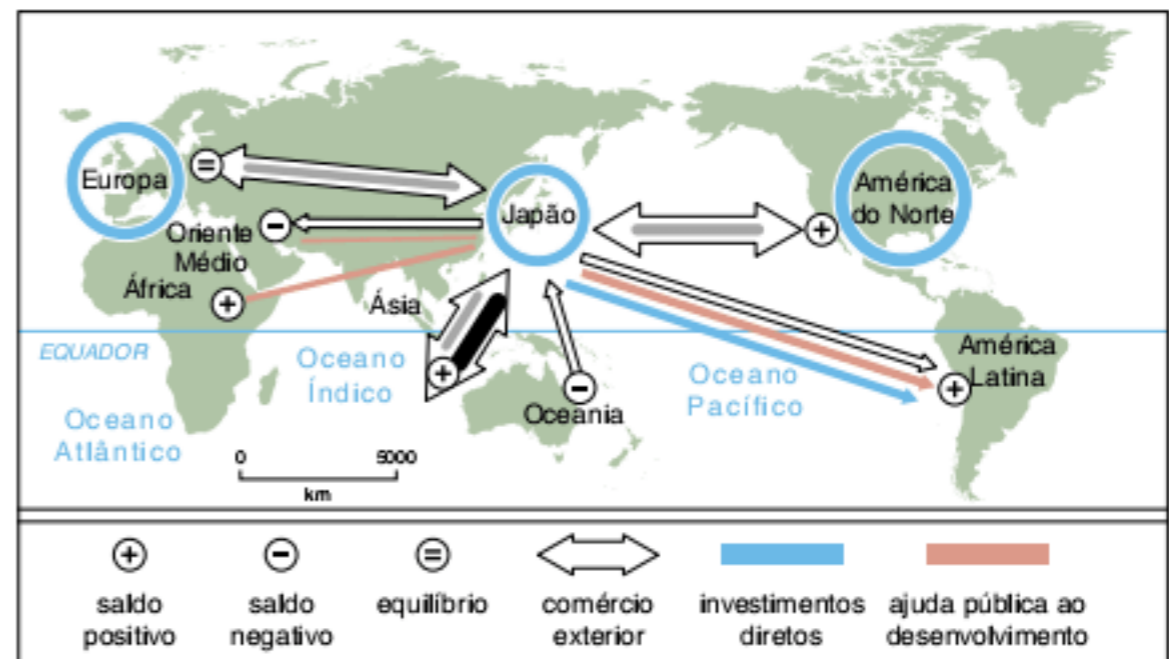 Europa
Japão
América
do Norte
Oriente
Médio
África
Ásia
EQUADOR
Oceano
Índico
Oceano
Atlântico
Oceania
Oceano
Pacífico
América
Latina
0 5000
km
+ - =
saldo
positivo
saldo
negativo
equilíbrio
comércio
exterior
investimentos
diretos
ajuda pública ao
desenvolvimento